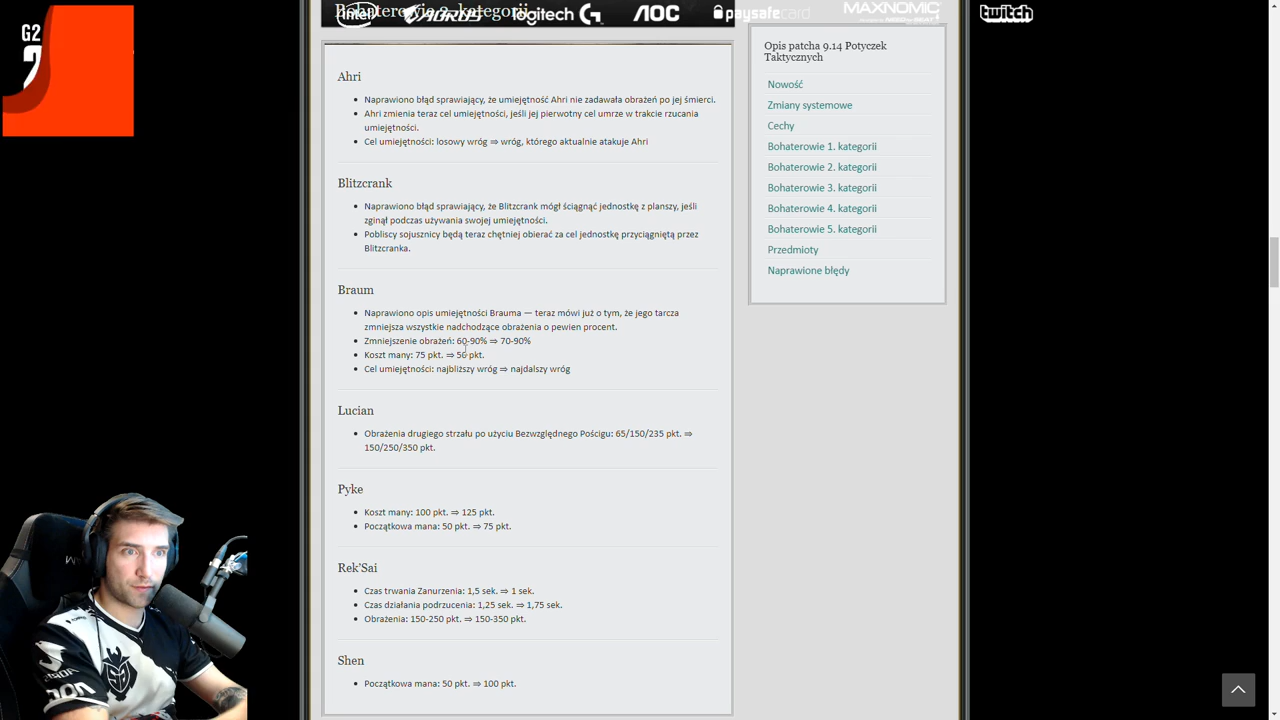 Bohaterowie 2. kategorii
intel
AORUS
logitech G
AOC
paysafecard
MAXNOMIC
twitch
G2
Ahri
Naprawiono błąd sprawiający, że umiejętność Ahri nie zadawała obrażeń po jej śmierci.
Ahri zmienia teraz cel umiejętności, jeśli jej pierwotny cel umrze w trakcie rzucania
umiejętności.
Cel umiejętności: losowy wróg ⇒ wróg, którego aktualnie atakuje Ahri
Blitzcrank
Naprawiono błąd sprawiający, że Blitzcrank mógł ściągnąć jednostkę z planszy, jeśli
zginął podczas używania swojej umiejętności.
Pobliscy sojusznicy będą teraz chętniej obierać za cel jednostkę przyciągniętą przez
Blitzcranka.
Braum
Naprawiono opis umiejętności Brauma — teraz mówi już o tym, że jego tarcza
zmniejsza wszystkie nadchodzące obrażenia o pewien procent.
Zmniejszenie obrażeń: 60-90% ⇒ 70-90%
Koszt many: 75 pkt. ⇒ 50 pkt.
Cel umiejętności: najbliższy wróg ⇒ najdalszy wróg
Lucian
Obrażenia drugiego strzału po użyciu Bezwzględnego Pościgu: 65/150/235 pkt. ⇒
150/250/350 pkt.
Pyke
Koszt many: 100 pkt. ⇒ 125 pkt.
Początkowa mana: 50 pkt. ⇒ 75 pkt.
Rek'Sai
Czas trwania Zanurzenia: 1,5 sek. ⇒ 1 sek.
Czas działania podrzucenia: 1,25 sek. ⇒ 1,75 sek.
Obrażenia: 150-250 pkt. ⇒ 150-350 pkt.
Shen
Początkowa mana: 50 pkt. ⇒ 100 pkt.
Opis patcha 9.14 Potyczek
Taktycznych
Nowość
Zmiany systemowe
Cechy
Bohaterowie 1. kategorii
Bohaterowie 2. kategorii
Bohaterowie 3. kategorii
Bohaterowie 4. kategorii
Bohaterowie 5. kategorii
Przedmioty
Naprawione błędy